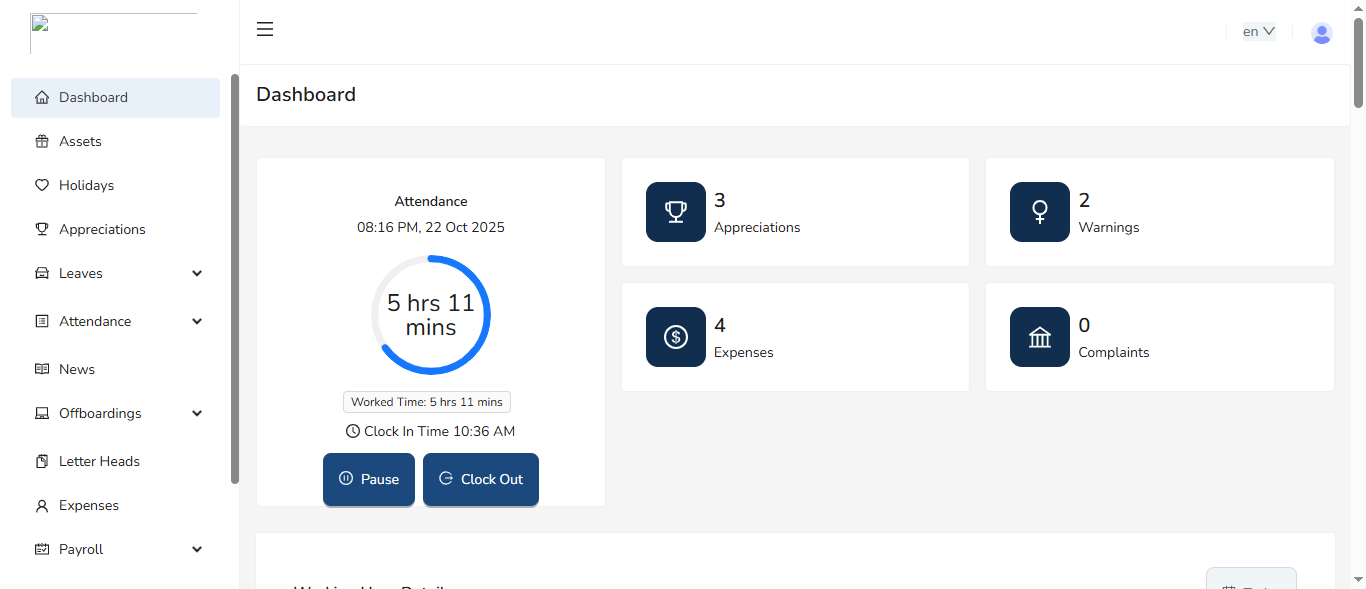 en
Dashboard
Assets
Holidays
Appreciations
Leaves
Attendance
News
Offboardings
Letter Heads
Expenses
Payroll
Dashboard
Attendance
08:16 PM, 22 Oct 2025
5 hrs 11
mins
Worked Time: 5 hrs 11 mins
Clock In Time 10:36 AM
Pause
Clock Out
3
Appreciations
2
Warnings
4
Expenses
0
Complaints